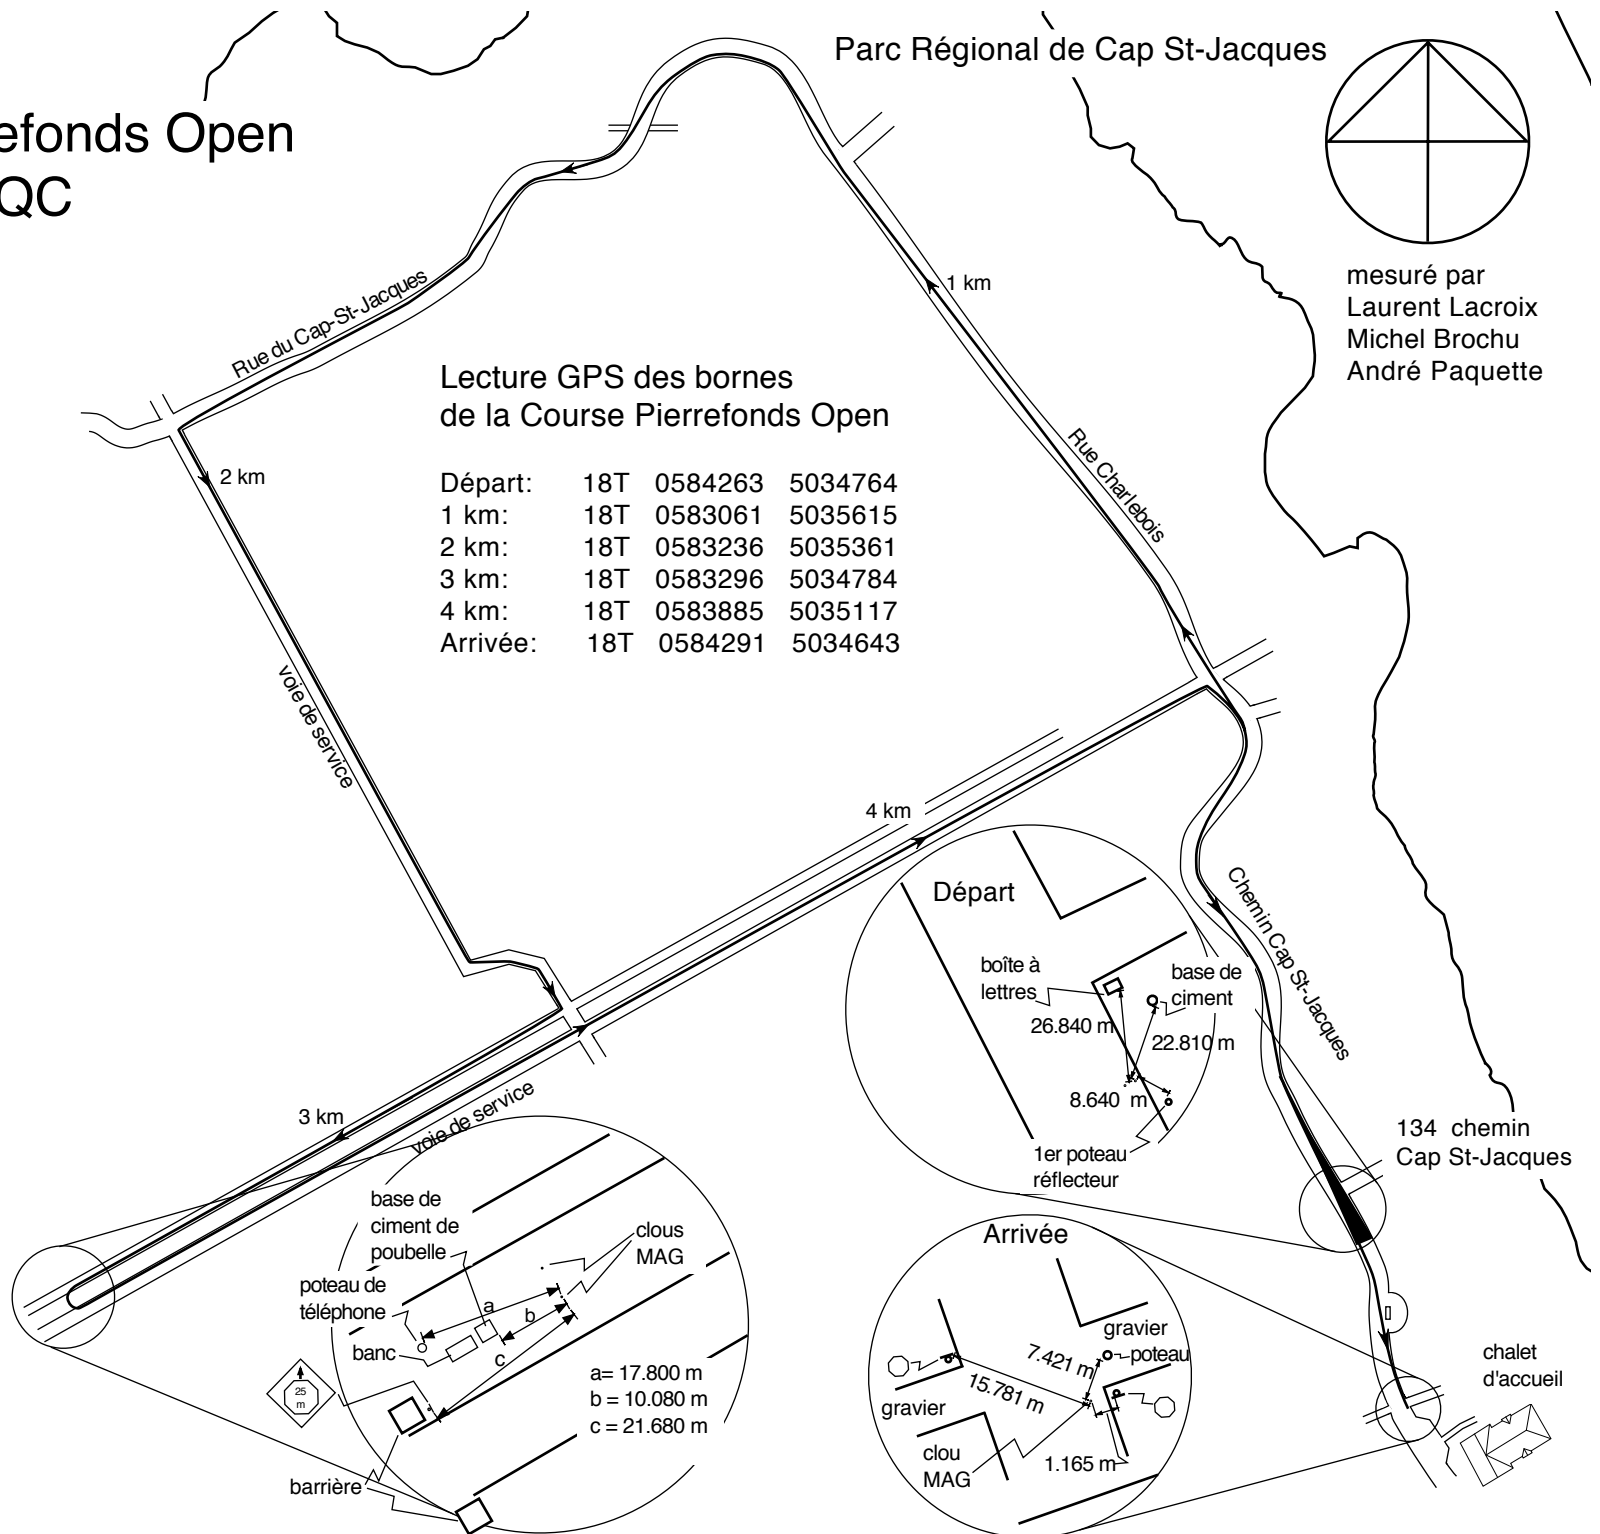 Parc Régional de Cap St-Jacques
efonds Open
QC
mesuré par
Laurent Lacroix
Michel Brochu
André Paquette
1 km
Rue du Cap-St-Jacques
Lecture GPS des bornes
de la Course Pierrefonds Open
Départ: 18T 0584263 5034764
1 km: 18T 0583061 5035615
2 km: 18T 0583236 5035361
3 km: 18T 0583296 5034784
4 km: 18T 0583885 5035117
Arrivée: 18T 0584291 5034643
Rue Charlebois
2 km
voie de service
4 km
Chemin Cap St-Jacques
Départ
boîte à
lettres
base de
ciment
26.840 m
22.810 m
8.640 m
1er poteau
réflecteur
3 km
voie de service
134 chemin
Cap St-Jacques
base de
ciment de
poubelle
clous
MAG
poteau de
téléphone
a
b
c
banc
25
m
a= 17.800 m
b = 10.080 m
c = 21.680 m
barrière
Arrivée
gravier
poteau
7.421 m
15.781 m
gravier
clou
MAG
1.165 m
chalet
d'accueil